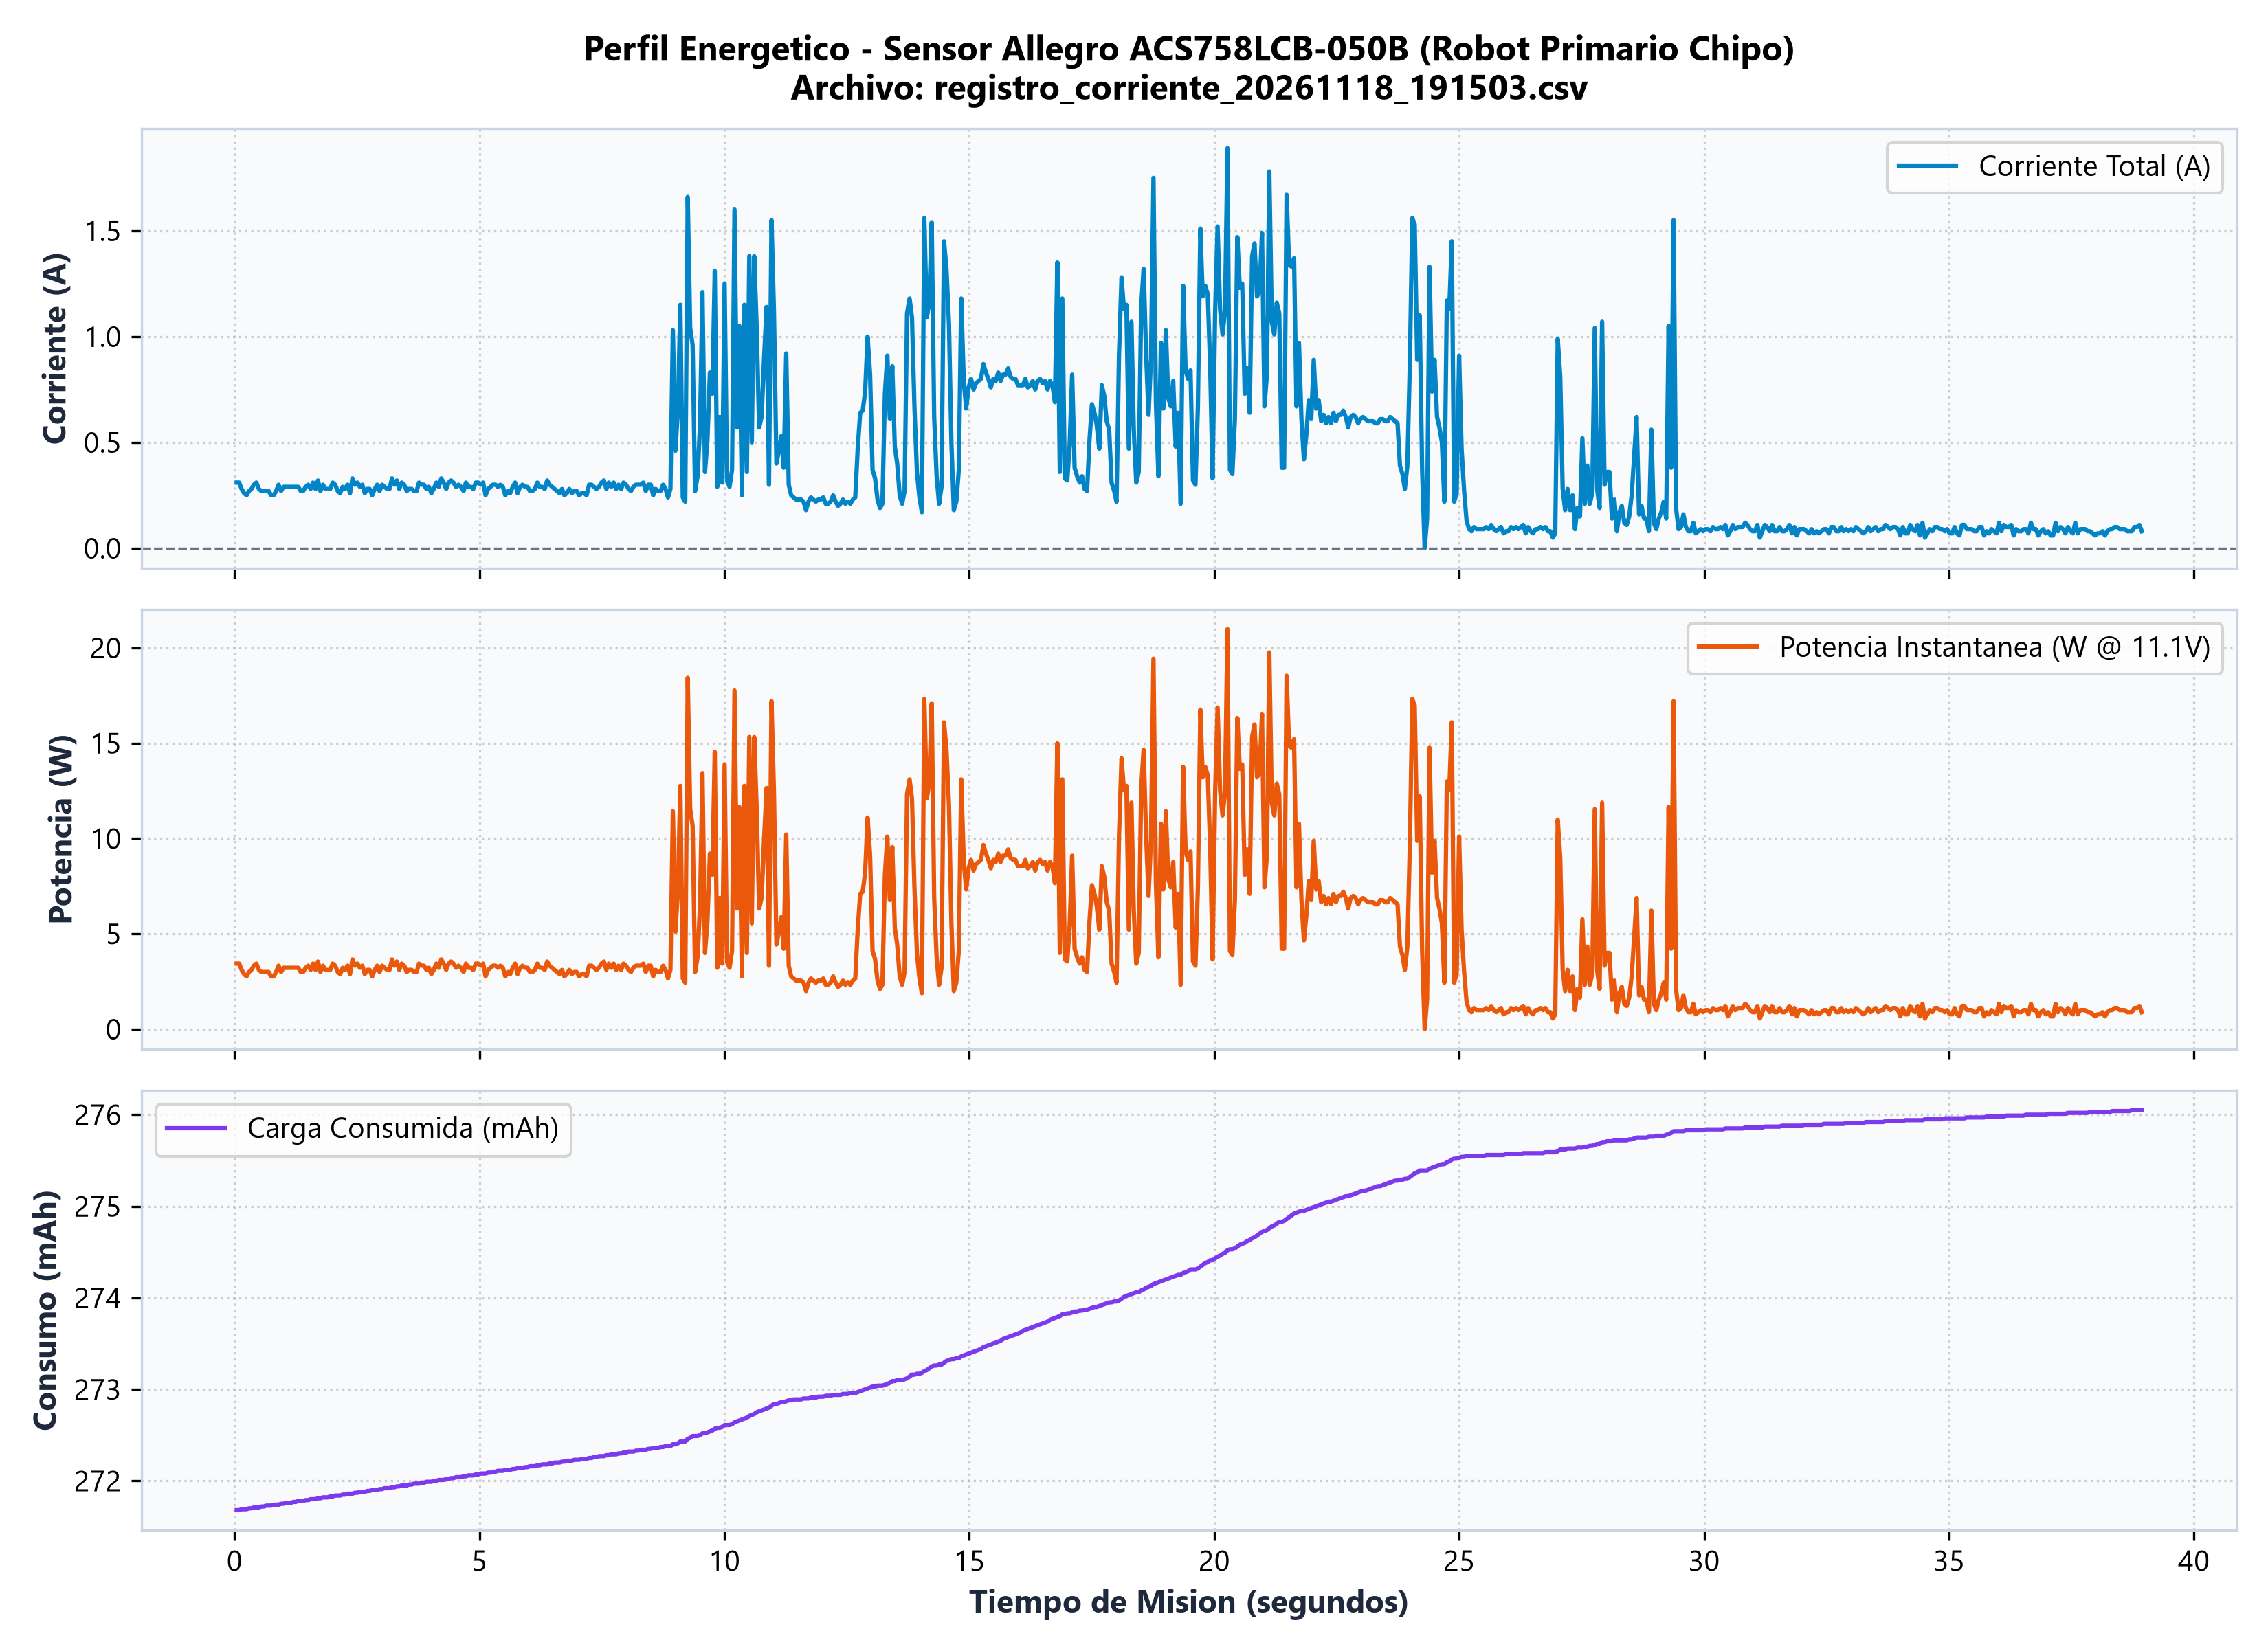 Perfil Energetico - Sensor Allegro ACS758LCB-050B (Robot Primario Chipo)
Archivo: registro_corriente_20261118_191503.csv
Corriente (A)
1.5
1.0
0.5
0.0
Corriente Total (A)
Potencia (W)
20
15
10
5
0
Potencia Instantanea (W @ 11.1V)
Consumo (mAh)
276
275
274
273
272
Carga Consumida (mAh)
0 5 10 15 20 25 30 35 40
Tiempo de Mision (segundos)